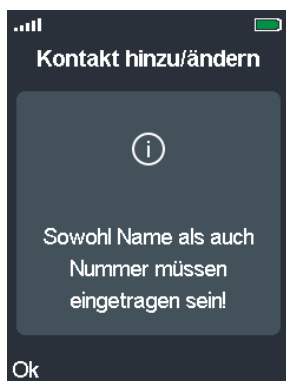 Kontakt hinzu/ändern
Sowohl Name als auch
Nummer müssen
eingetragen sein!
Ok